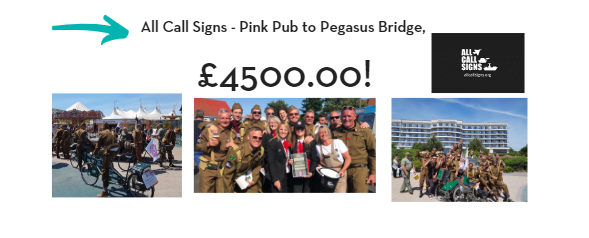 All Call Signs - Pink Pub to Pegasus Bridge,
£4500.00!
ALL
CALL
SIGNS
allcallsigns.org